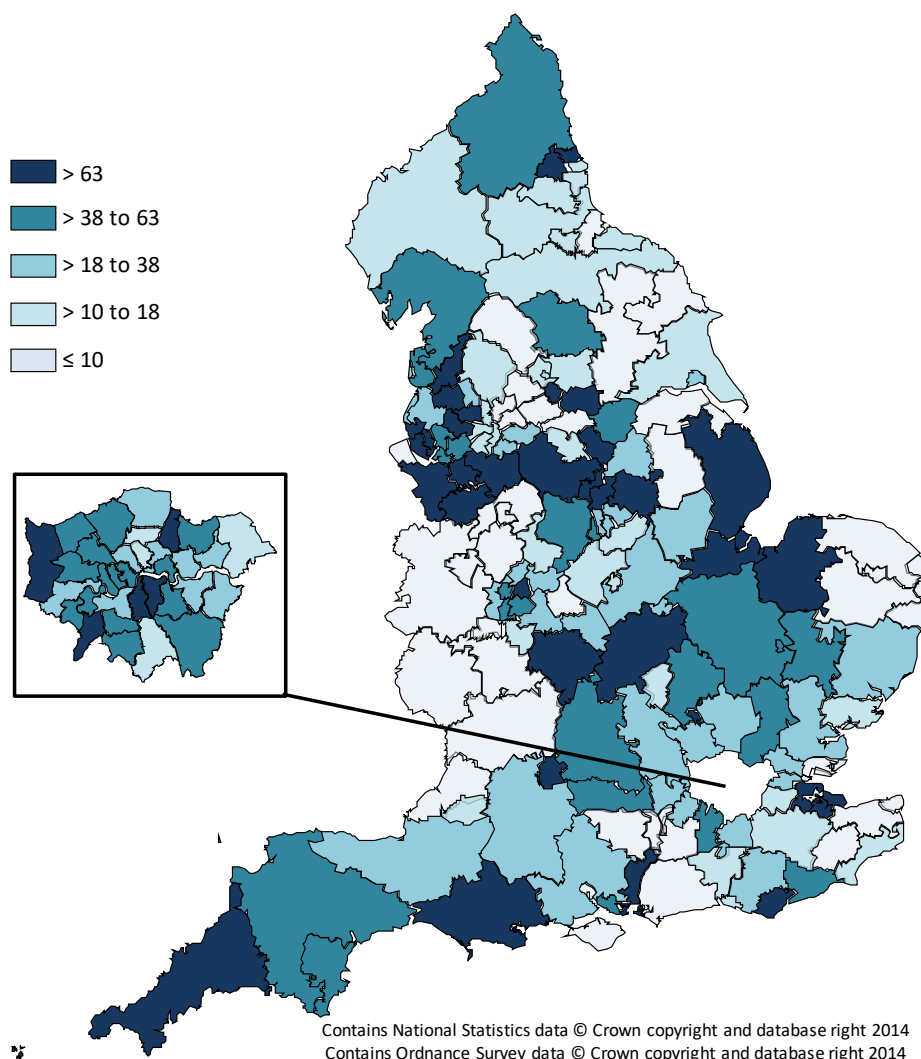 > 63
> 38 to 63
> 18 to 38
> 10 to 18
≤ 10
Contains National Statistics data © Crown copyright and database right 2014
Contains Ordnance Survey data © Crown copyright and database right 2014